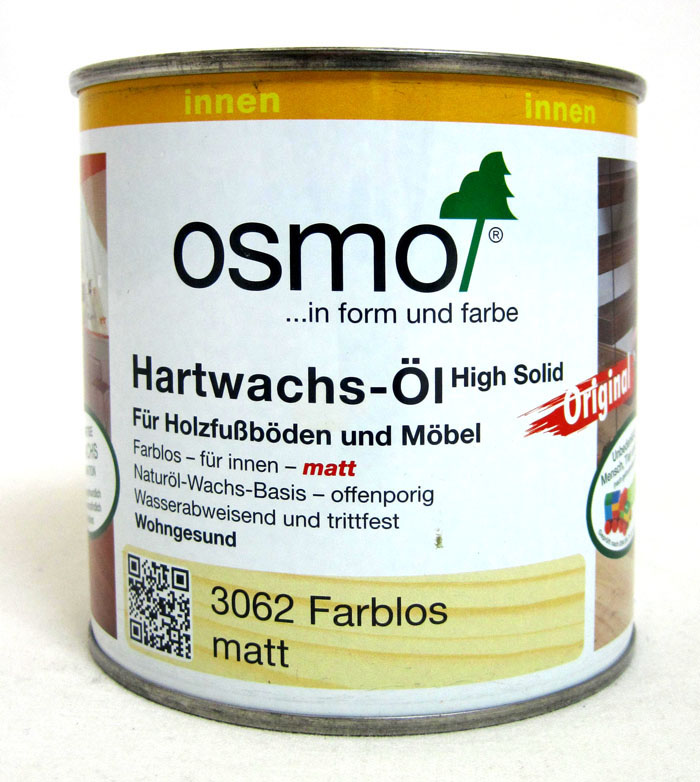 innen innen
osmo ®
...in form und farbe
Hartwachs-Öl High Solid
Original
Für Holzfußböden und Möbel
Farblos – für innen – matt
Naturöl-Wachs-Basis – offenporig
Wasserabweisend und trittfest
Wohngesund
3062 Farblos
matt